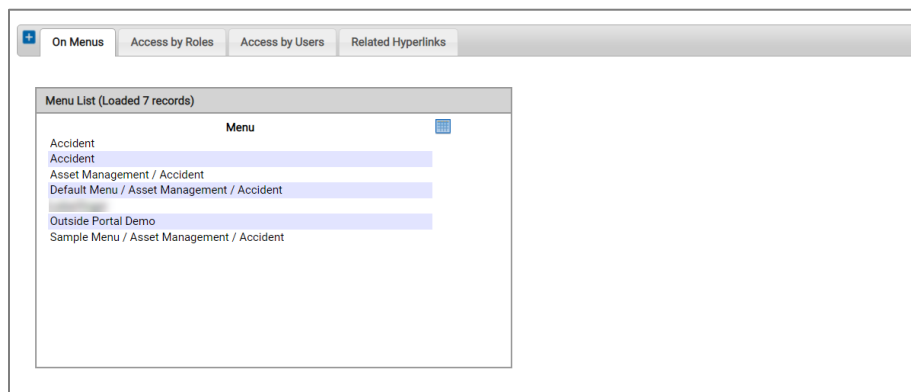 On Menus Access by Roles Access by Users Related Hyperlinks
Menu List (Loaded 7 records)
Menu
Accident
Accident
Asset Management / Accident
Default Menu / Asset Management / Accident
Outside Portal Demo
Sample Menu / Asset Management / Accident